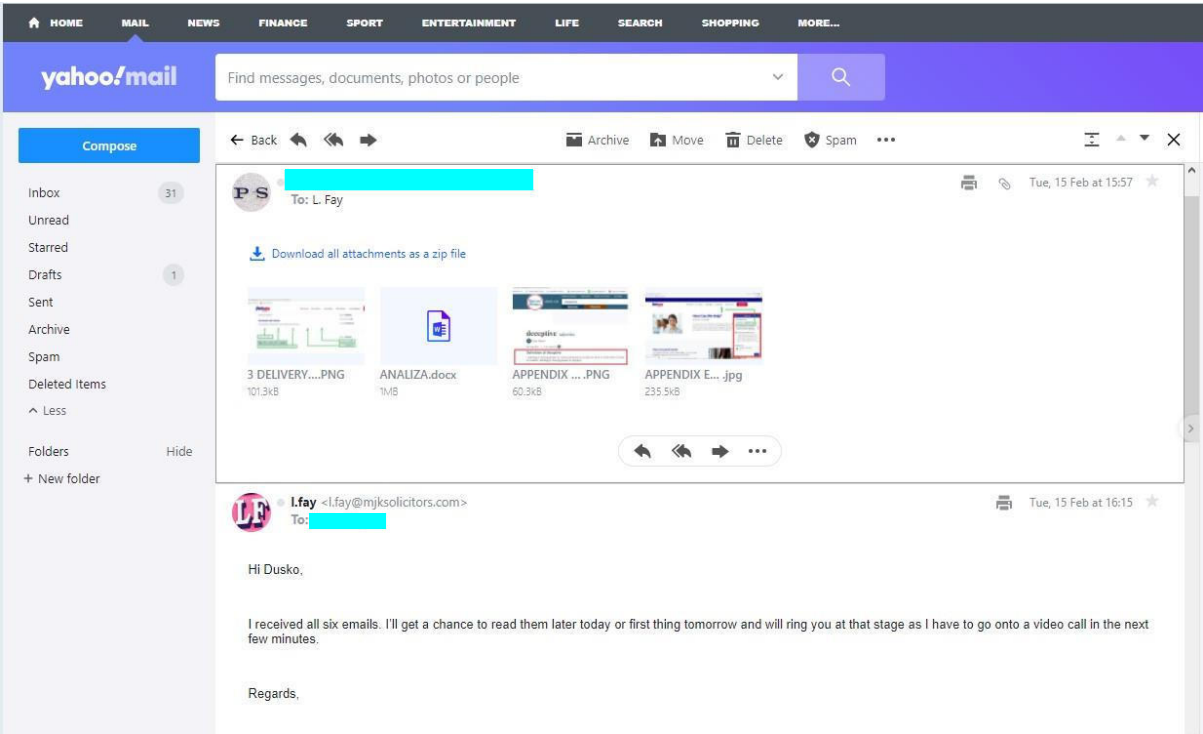 HOME MAIL NEWS FINANCE SPORT ENTERTAINMENT LIFE SEARCH SHOPPING MORE...
yahoo!mail
Find messages, documents, photos or people
Compose
Back Archive Move Delete Spam
Inbox 31
Unread
Starred
Drafts 1
Sent
Archive
Spam
Deleted Items
Less
Folders Hide
+ New folder
PS
Tue, 15 Feb at 15:57
To: L. Fay
Download all attachments as a zip file
deceptive
3 DELIVERY....PNG
101.3kB
ANALIZA.docx
1MB
APPENDIX ... .PNG
60.3kB
APPENDIX E... .jpg
235.5kB
LF
l.fay <l.fay@mjksolicitors.com>
Tue, 15 Feb at 16:15
To:
Hi Dusko,
I received all six emails. I'll get a chance to read them later today or first thing tomorrow and will ring you at that stage as I have to go onto a video call in the next
few minutes.
Regards,